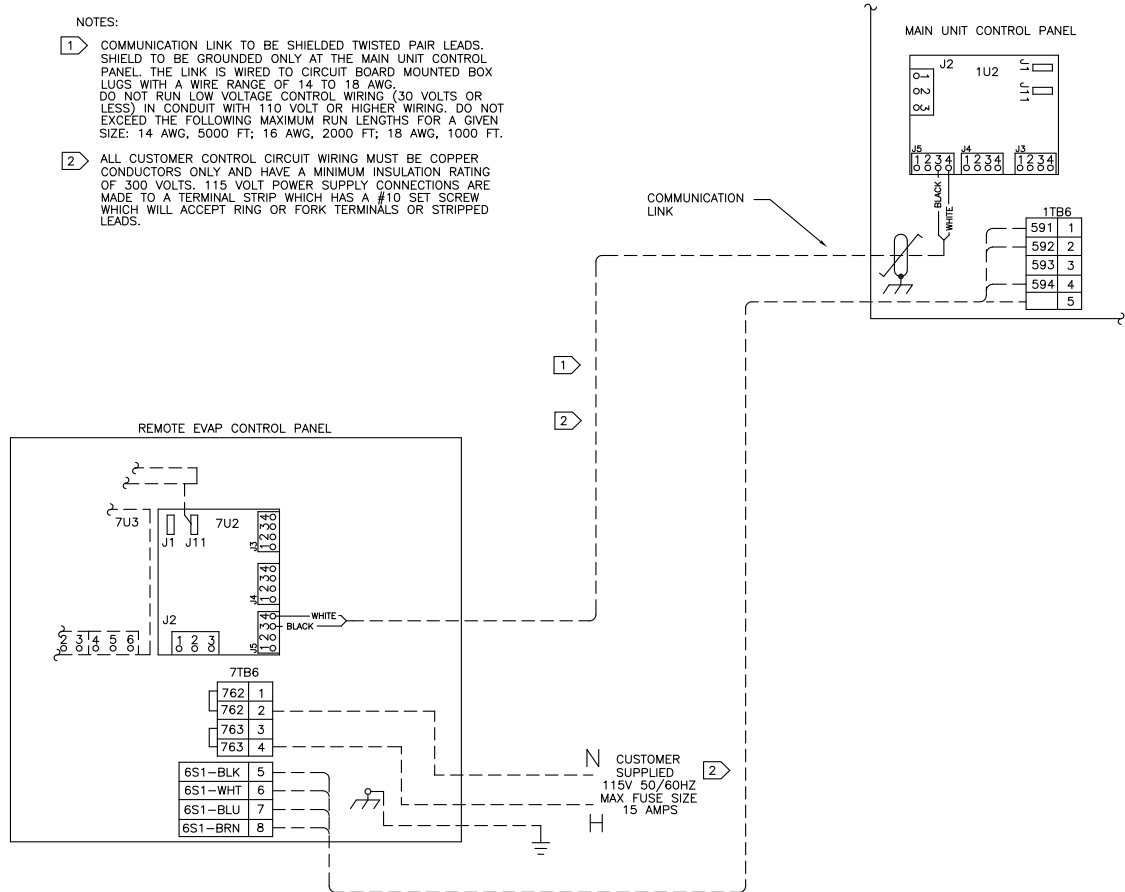 NOTES:
1 COMMUNICATION LINK TO BE SHIELDED TWISTED PAIR LEADS.
SHIELD TO BE GROUNDED ONLY AT THE MAIN UNIT CONTROL
PANEL. THE LINK IS WIRED TO CIRCUIT BOARD MOUNTED BOX
LUGS WITH A WIRE RANGE OF 14 TO 18 AWG.
DO NOT RUN LOW VOLTAGE CONTROL WIRING (30 VOLTS OR
LESS) IN CONDUIT WITH 110 VOLT OR HIGHER WIRING. DO NOT
EXCEED THE FOLLOWING MAXIMUM RUN LENGTHS FOR A GIVEN
SIZE: 14 AWG, 5000 FT; 16 AWG, 2000 FT; 18 AWG, 1000 FT.
2 ALL CUSTOMER CONTROL CIRCUIT WIRING MUST BE COPPER
CONDUCTORS ONLY AND HAVE A MINIMUM INSULATION RATING
OF 300 VOLTS. 115 VOLT POWER SUPPLY CONNECTIONS ARE
MADE TO A TERMINAL STRIP WHICH HAS A #10 SET SCREW
WHICH WILL ACCEPT RING OR FORK TERMINALS OR STRIPPED
LEADS.
MAIN UNIT CONTROL PANEL
J2
1U2
J1
J11
1 2 3
J5
1 2 3 4
J4
1 2 3 4
J3
1 2 3 4
BLACK
WHITE
COMMUNICATION
LINK
1TB6
591 1
592 2
593 3
594 4
5
1
2
REMOTE EVAP CONTROL PANEL
7U3
7U2
J1 J11
J3
1 2 3 4
J4
1 2 3 4
J5
1 2 3 4
WHITE
BLACK
J2
1 2 3
2 3 4 5 6
7TB6
762 1
762 2
763 3
763 4
6S1-BLK 5
6S1-WHT 6
6S1-BLU 7
6S1-BRN 8
N
CUSTOMER
SUPPLIED
115V 50/60HZ
MAX FUSE SIZE
15 AMPS
H
2